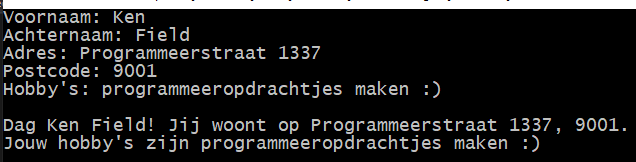 Voornaam: Ken
Achternaam: Field
Adres: Programmeerstraat 1337
Postcode: 9001
Hobby's: programmeeropdrachtjes maken :)

Dag Ken Field! Jij woont op Programmeerstraat 1337, 9001.
Jouw hobby's zijn programmeeropdrachtjes maken :)